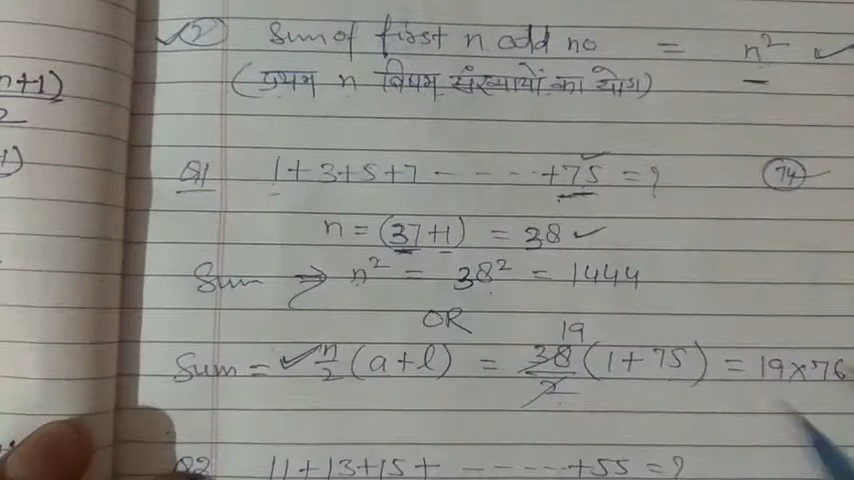 n+1)
2
+)
② Sum of first n odd no = n²
(प्रथम n विषम संख्यायों का योग)
Q1 1+3+5+7 - - - - - - +75 = ? 74
n = (37+1) = 38
Sum ⇒ n² = 38² = 1444
OR
19
Sum = n/2 (a+l) = 38/2 (1+75) = 19×76
Q2 11+13+15+ - - - - - - +55 = ?